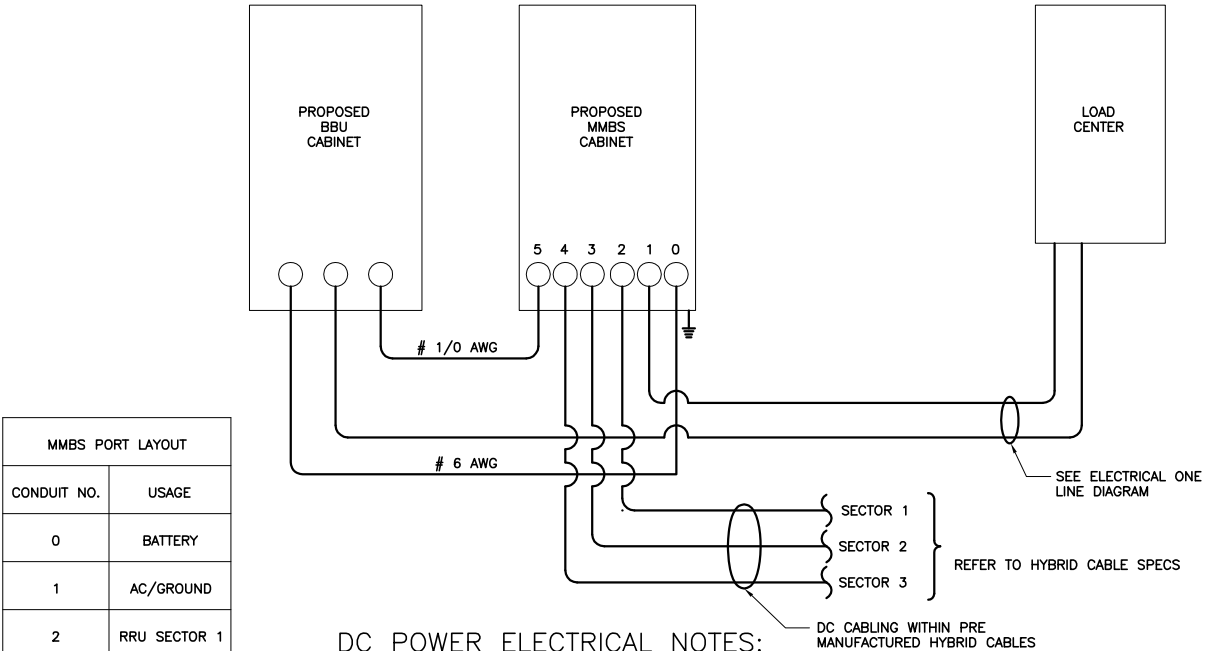 PROPOSED
BBU
CABINET
PROPOSED
MMBS
CABINET
LOAD
CENTER
5 4 3 2 1 0
# 1/0 AWG
# 6 AWG
SEE ELECTRICAL ONE
LINE DIAGRAM
SECTOR 1
SECTOR 2
SECTOR 3
REFER TO HYBRID CABLE SPECS
DC CABLING WITHIN PRE
MANUFACTURED HYBRID CABLES
MMBS PORT LAYOUT
CONDUIT NO. USAGE
0 BATTERY
1 AC/GROUND
2 RRU SECTOR 1
DC POWER ELECTRICAL NOTES: